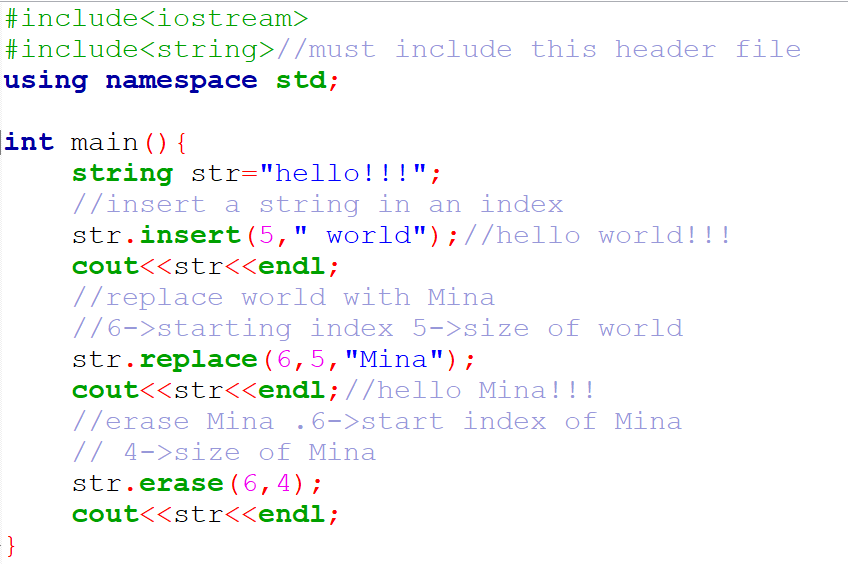 #include<iostream>
#include<string>//must include this header file
using namespace std;
int main(){
string str="hello!!!";
//insert a string in an index
str.insert(5," world");//hello world!!!
cout<<str<<endl;
//replace world with Mina
//6->starting index 5->size of world
str.replace(6,5,"Mina");
cout<<str<<endl;//hello Mina!!!
//erase Mina .6->start index of Mina
// 4->size of Mina
str.erase(6,4);
cout<<str<<endl;
}